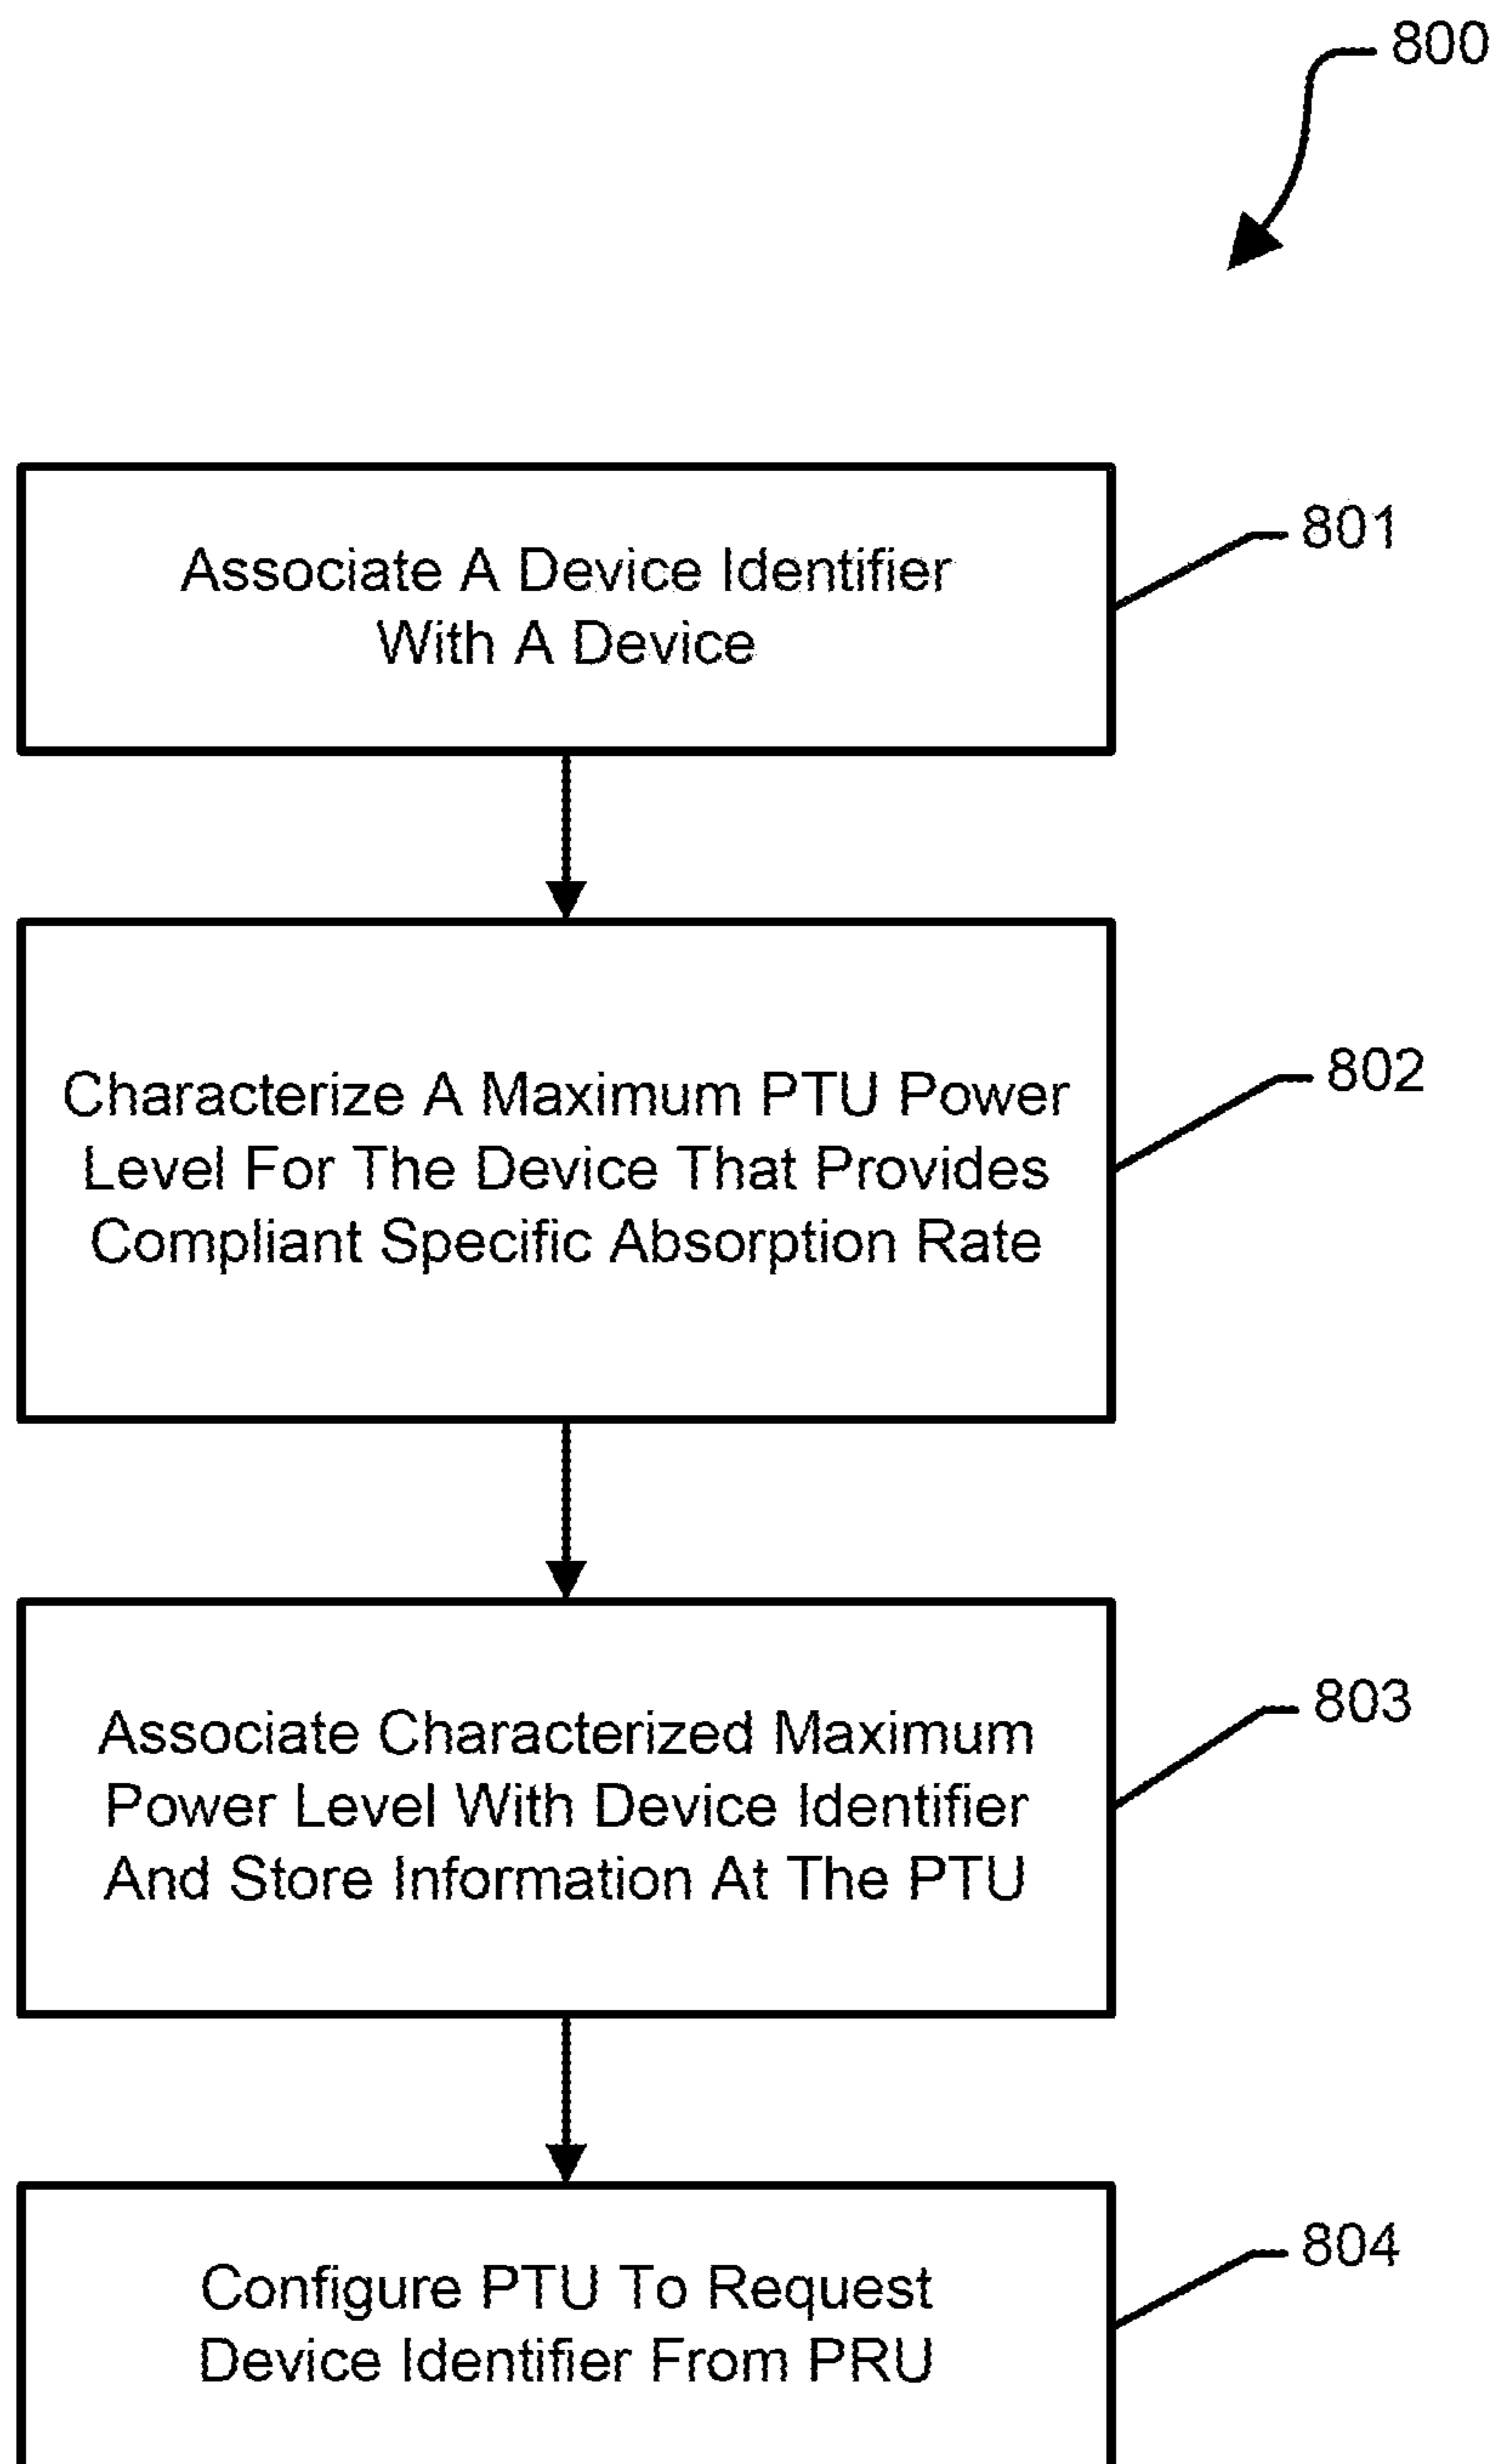 800
Associate A Device Identifier
With A Device
801
Characterize A Maximum PTU Power
Level For The Device That Provides
Compliant Specific Absorption Rate
802
Associate Characterized Maximum
Power Level With Device Identifier
And Store Information At The PTU
803
Configure PTU To Request
Device Identifier From PRU
804